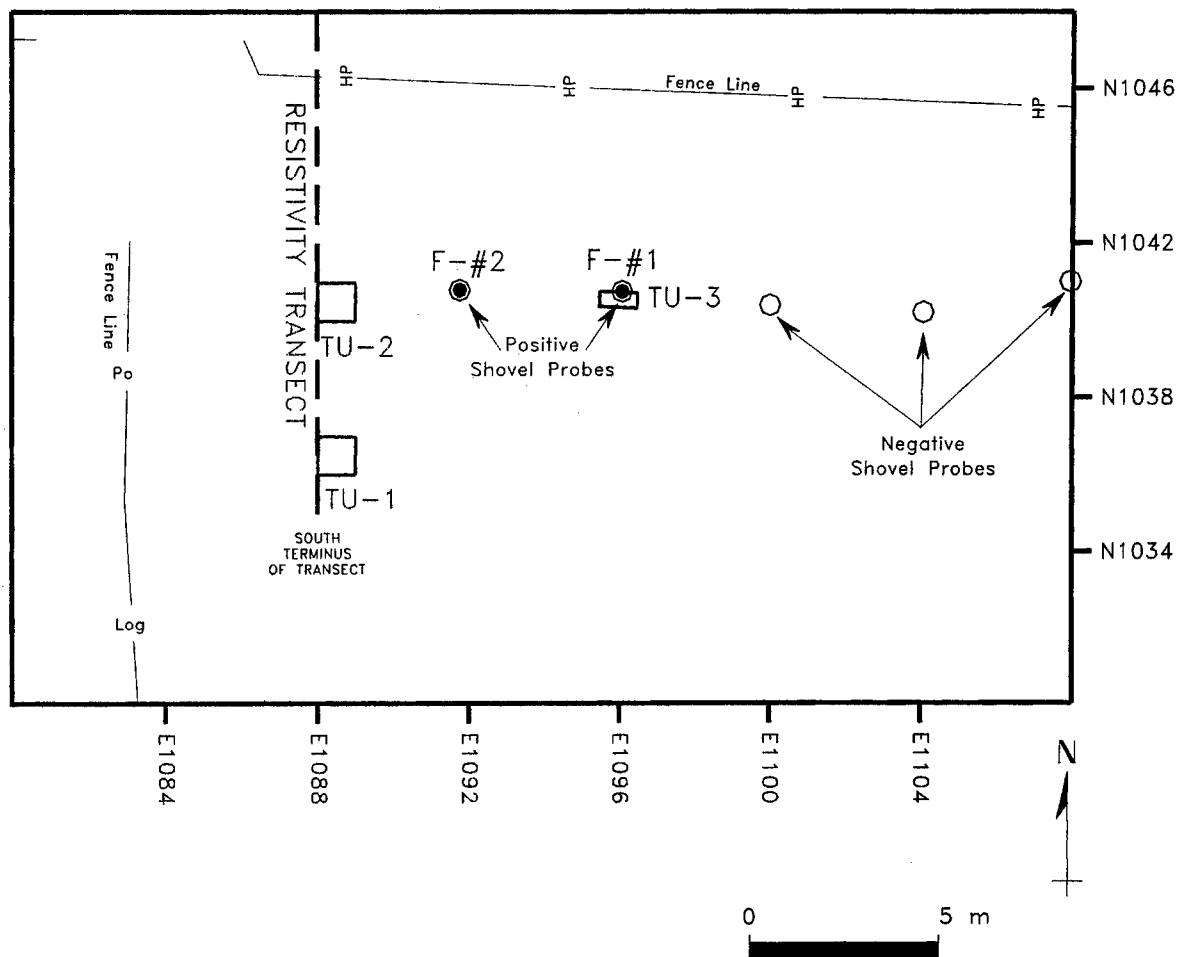 HP
HP
Fence Line
HP
HP
N1046
RESISTIVITY TRANSECT
N1042
Fence Line
F-#2
F-#1
TU-3
TU-2
Positive
Shovel Probes
Po
N1038
Negative
Shovel Probes
TU-1
SOUTH
TERMINUS
OF TRANSECT
N1034
Log
E1084
E1088
E1092
E1096
E1100
E1104
N
0 5 m